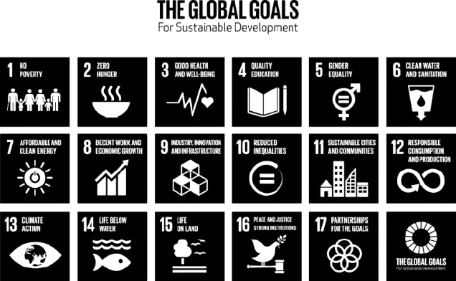 THE GLOBAL GOALS
For Sustainable Development
1 NO
POVERTY
2 ZERO
HUNGER
3 GOOD HEALTH
AND WELL-BEING
4 QUALITY
EDUCATION
5 GENDER
EQUALITY
6 CLEAN WATER
AND SANITATION
7 AFFORDABLE AND
CLEAN ENERGY
8 DECENT WORK AND
ECONOMIC GROWTH
9 INDUSTRY, INNOVATION
AND INFRASTRUCTURE
10 REDUCED
INEQUALITIES
11 SUSTAINABLE CITIES
AND COMMUNITIES
12 RESPONSIBLE
CONSUMPTION
AND PRODUCTION
13 CLIMATE
ACTION
14 LIFE BELOW
WATER
15 LIFE
ON LAND
16 PEACE AND JUSTICE
STRONG INSTITUTIONS
17 PARTNERSHIPS
FOR THE GOALS
THE GLOBAL GOALS
For Sustainable Development